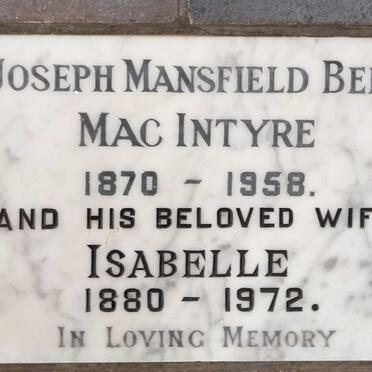 JOSEPH MANSFIELD
MAC INTYRE
1870 - 1958.
AND HIS BELOVED
ISABELLE
1880 - 1972.
IN LOVING MEMORY